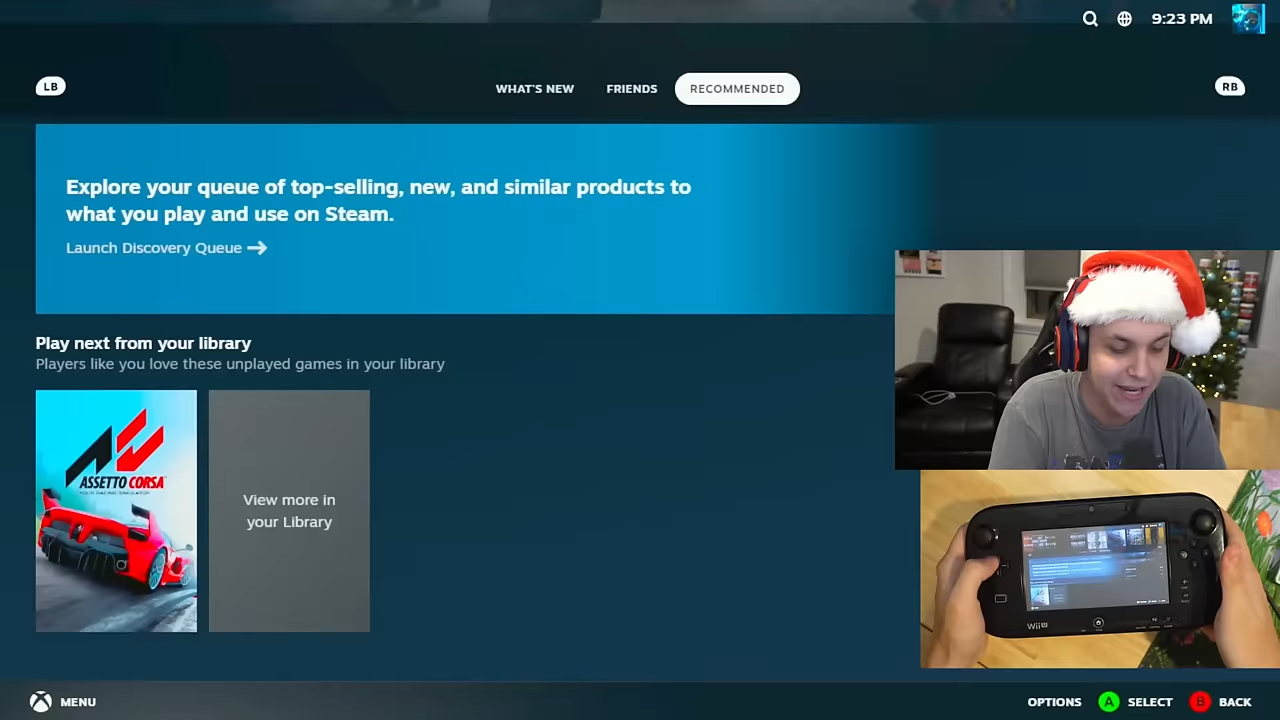 9:23 PM
LB
WHAT'S NEW
FRIENDS
RECOMMENDED
RB
Explore your queue of top-selling, new, and similar products to
what you play and use on Steam.
Launch Discovery Queue →
Play next from your library
Players like you love these unplayed games in your library
ASSETTO CORSA
View more in
your Library
Wii U
MENU
OPTIONS
A SELECT
B BACK